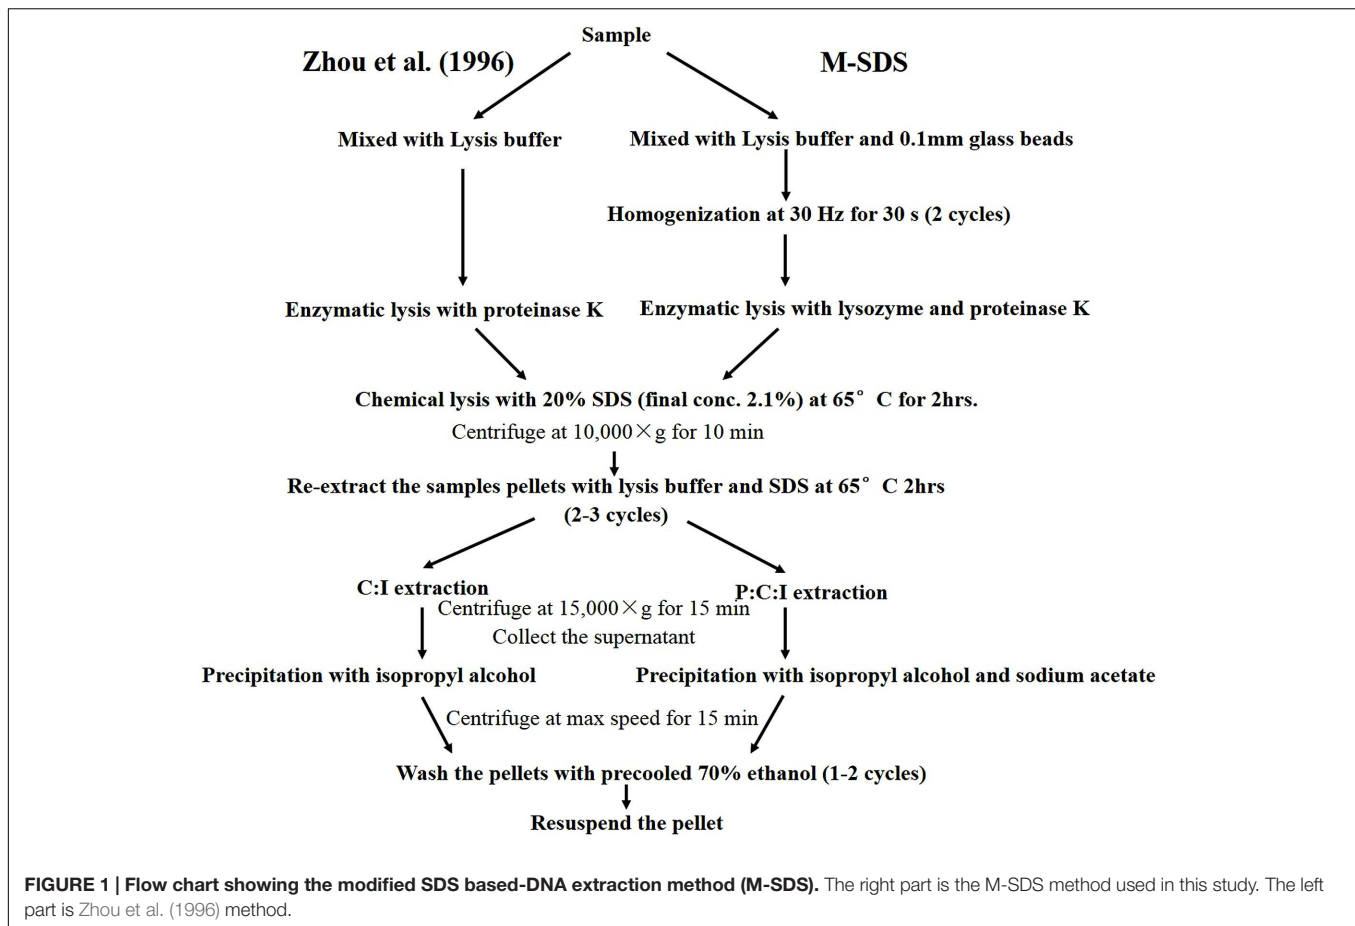 Sample
Zhou et al. (1996)
M-SDS
Mixed with Lysis buffer
Mixed with Lysis buffer and 0.1mm glass beads
Homogenization at 30 Hz for 30 s (2 cycles)
Enzymatic lysis with proteinase K
Enzymatic lysis with lysozyme and proteinase K
Chemical lysis with 20% SDS (final conc. 2.1%) at 65° C for 2hrs.
Centrifuge at 10,000×g for 10 min
Re-extract the samples pellets with lysis buffer and SDS at 65° C 2hrs
(2-3 cycles)
C:I extraction
P:C:I extraction
Centrifuge at 15,000×g for 15 min
Collect the supernatant
Precipitation with isopropyl alcohol
Precipitation with isopropyl alcohol and sodium acetate
Centrifuge at max speed for 15 min
Wash the pellets with precooled 70% ethanol (1-2 cycles)
Resuspend the pellet
FIGURE 1 | Flow chart showing the modified SDS based-DNA extraction method (M-SDS). The right part is the M-SDS method used in this study. The left
part is Zhou et al. (1996) method.